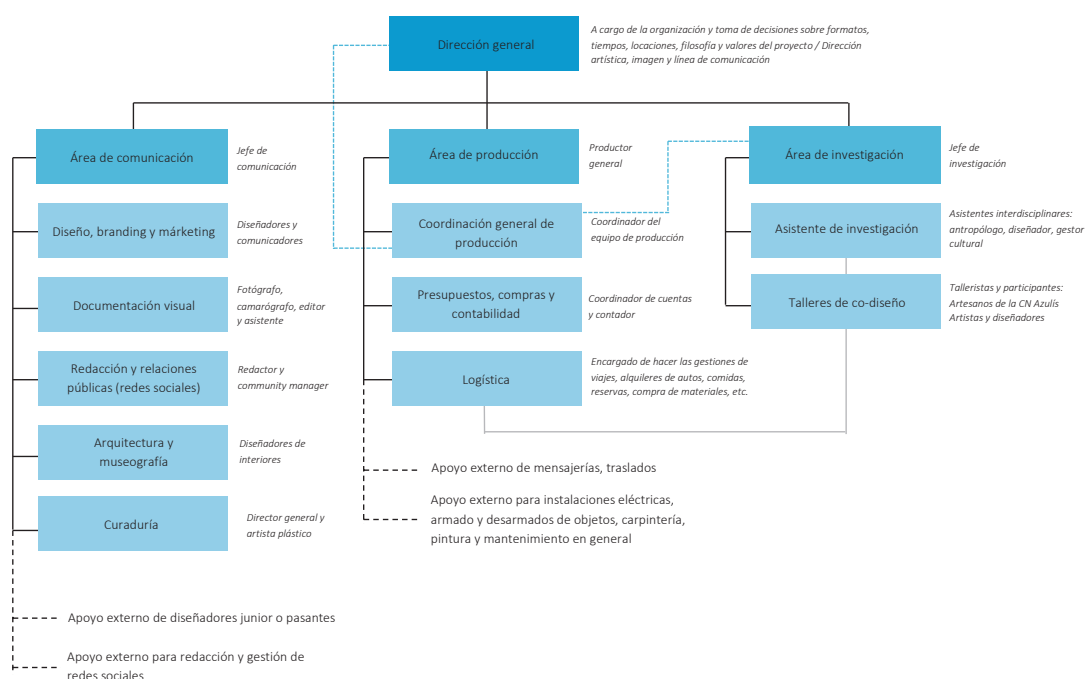 Dirección general
A cargo de la organización y toma de decisiones sobre formatos,
tiempos, locaciones, filosofía y valores del proyecto / Dirección
artística, imagen y línea de comunicación
Área de comunicación
Jefe de
comunicación
Diseño, branding y márketing
Diseñadores y
comunicadores
Documentación visual
Fotógrafo,
camarógrafo, editor
y asistente
Redacción y relaciones
públicas (redes sociales)
Redactor y
community manager
Arquitectura y
museografía
Diseñadores de
interiores
Curaduría
Director general y
artista plástico
Apoyo externo de diseñadores junior o pasantes
Apoyo externo para redacción y gestión de
redes sociales
Área de producción
Productor
general
Coordinación general de
producción
Coordinador del
equipo de producción
Presupuestos, compras y
contabilidad
Coordinador de cuentas
y contador
Logística
Encargado de hacer las gestiones de
viajes, alquileres de autos, comidas,
reservas, compra de materiales, etc.
Apoyo externo de mensajerías, traslados
Apoyo externo para instalaciones eléctricas,
armado y desarmados de objetos, carpintería,
pintura y mantenimiento en general
Área de investigación
Jefe de
investigación
Asistente de investigación
Asistentes interdisciplinares:
antropólogo, diseñador, gestor
cultural
Talleres de co-diseño
Talleristas y participantes:
Artesanos de la CN Azulís
Artistas y diseñadores